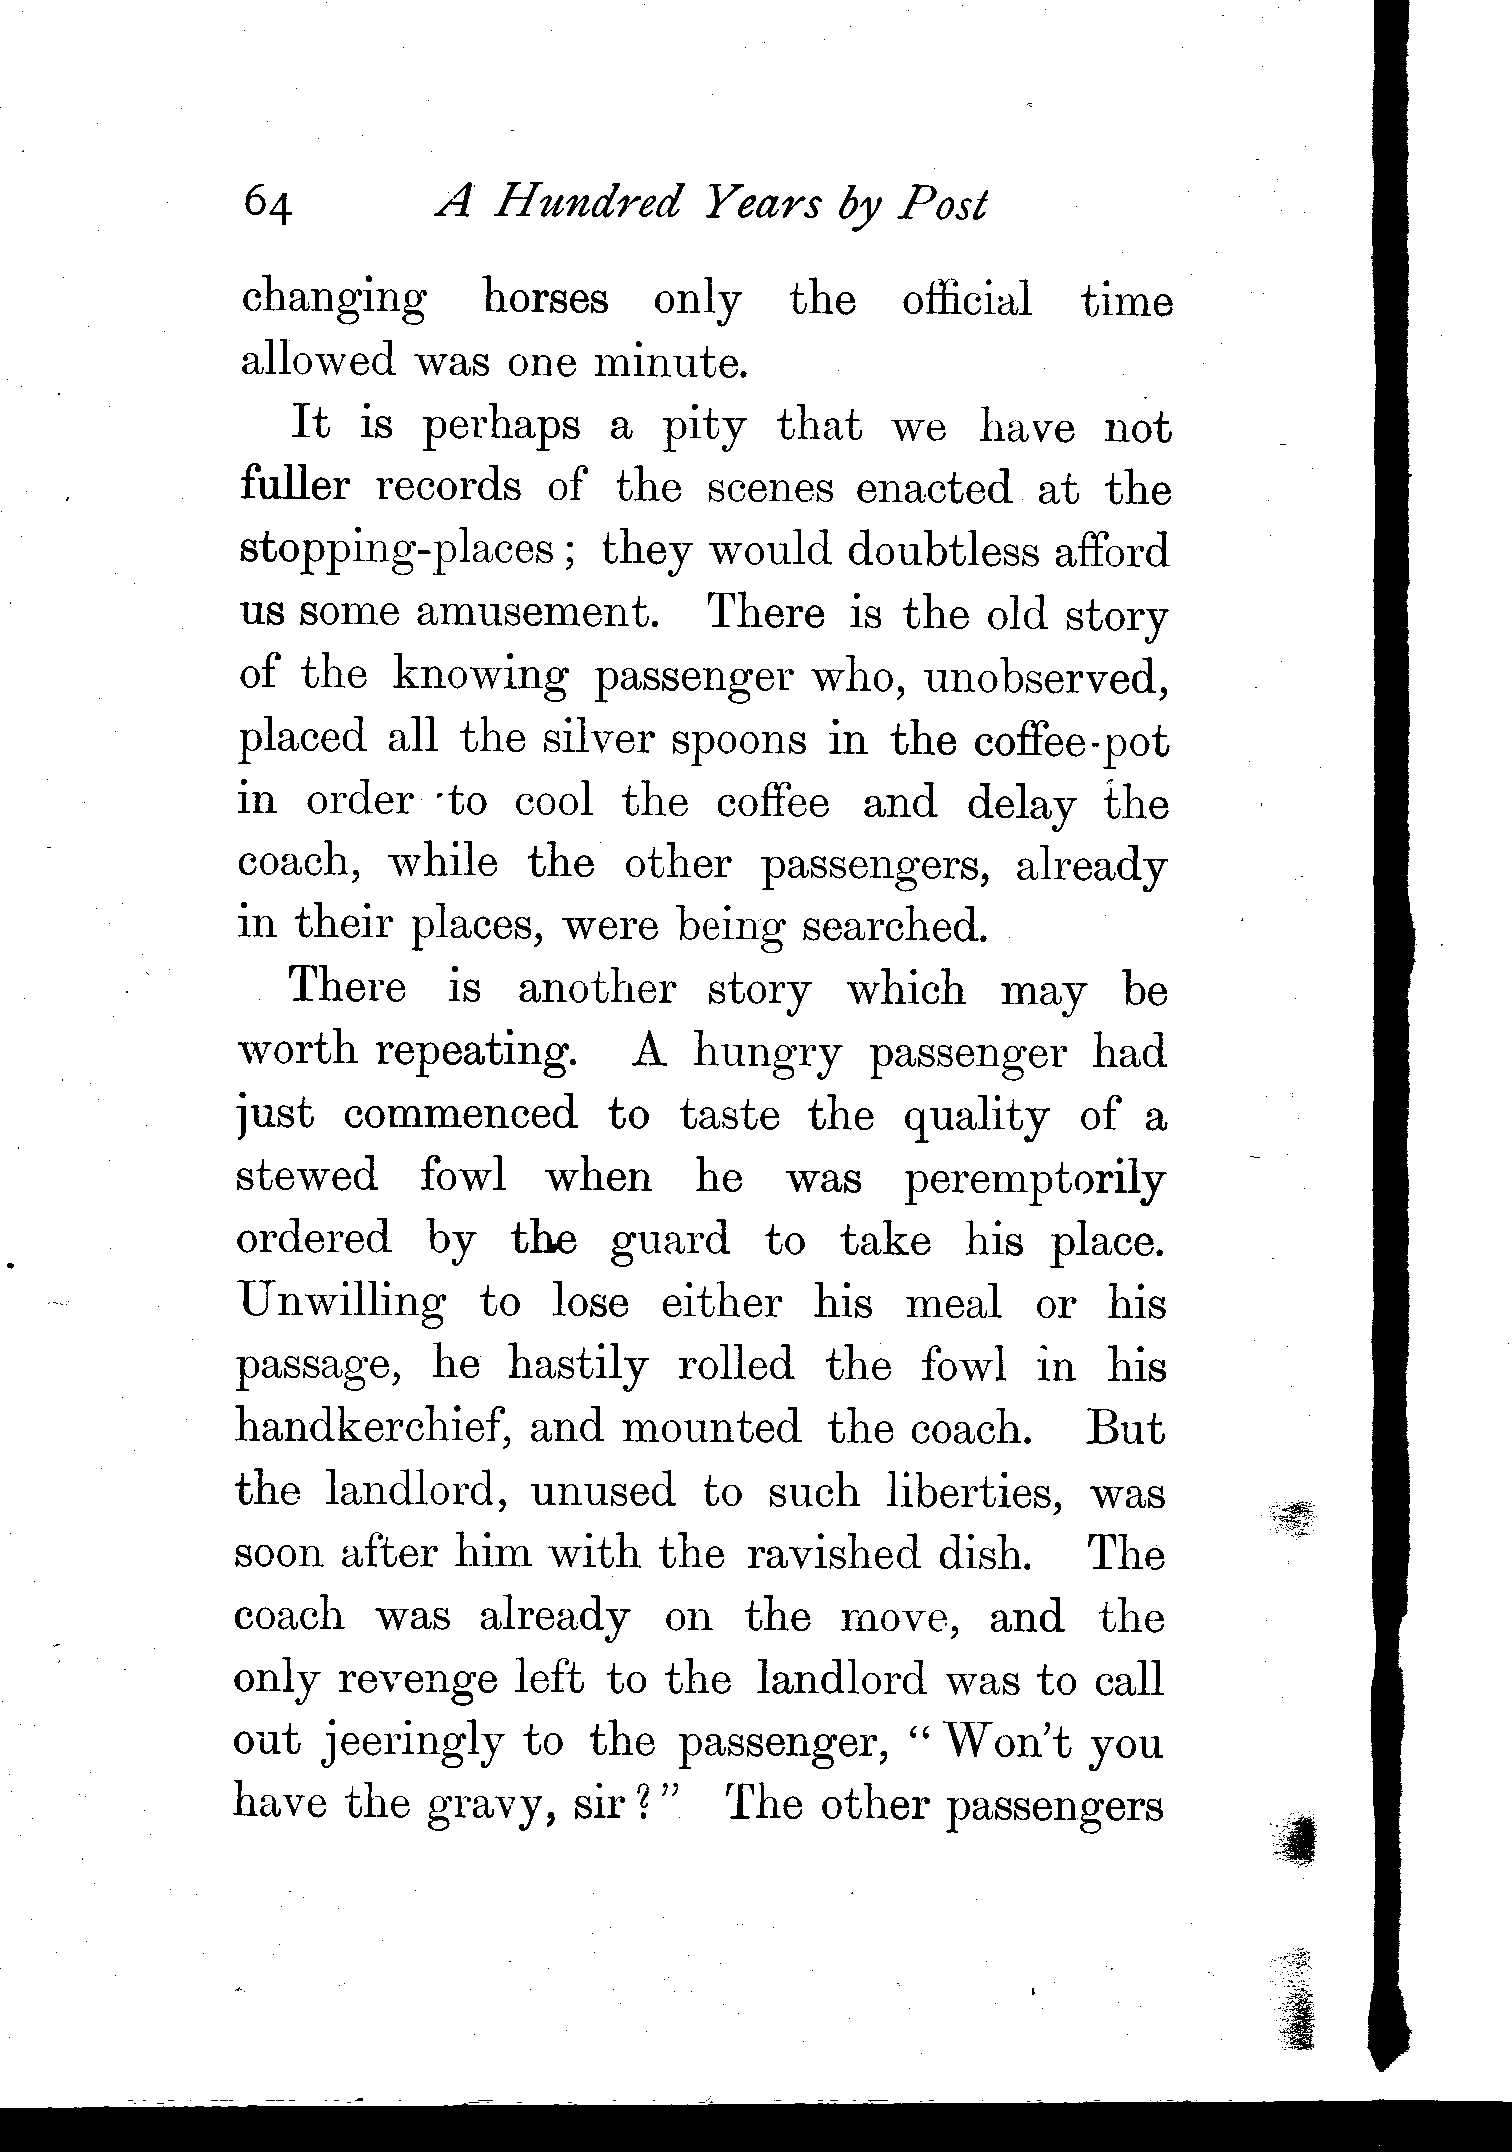 64 A Hundred Years by Post
changing horses only the official time
allowed was one minute.
It is perhaps a pity that we have not
fuller records of the scenes enacted at the
stopping-places; they would doubtless afford
us some amusement. There is the old story
of the knowing passenger who, unobserved,
placed all the silver spoons in the coffee-pot
in order to cool the coffee and delay the
coach, while the other passengers, already
in their places, were being searched.
There is another story which may be
worth repeating. A hungry passenger had
just commenced to taste the quality of a
stewed fowl when he was peremptorily
ordered by the guard to take his place.
Unwilling to lose either his meal or his
passage, he hastily rolled the fowl in his
handkerchief, and mounted the coach. But
the landlord, unused to such liberties, was
soon after him with the ravished dish. The
coach was already on the move, and the
only revenge left to the landlord was to call
out jeeringly to the passenger, "Won't you
have the gravy, sir?" The other passengers